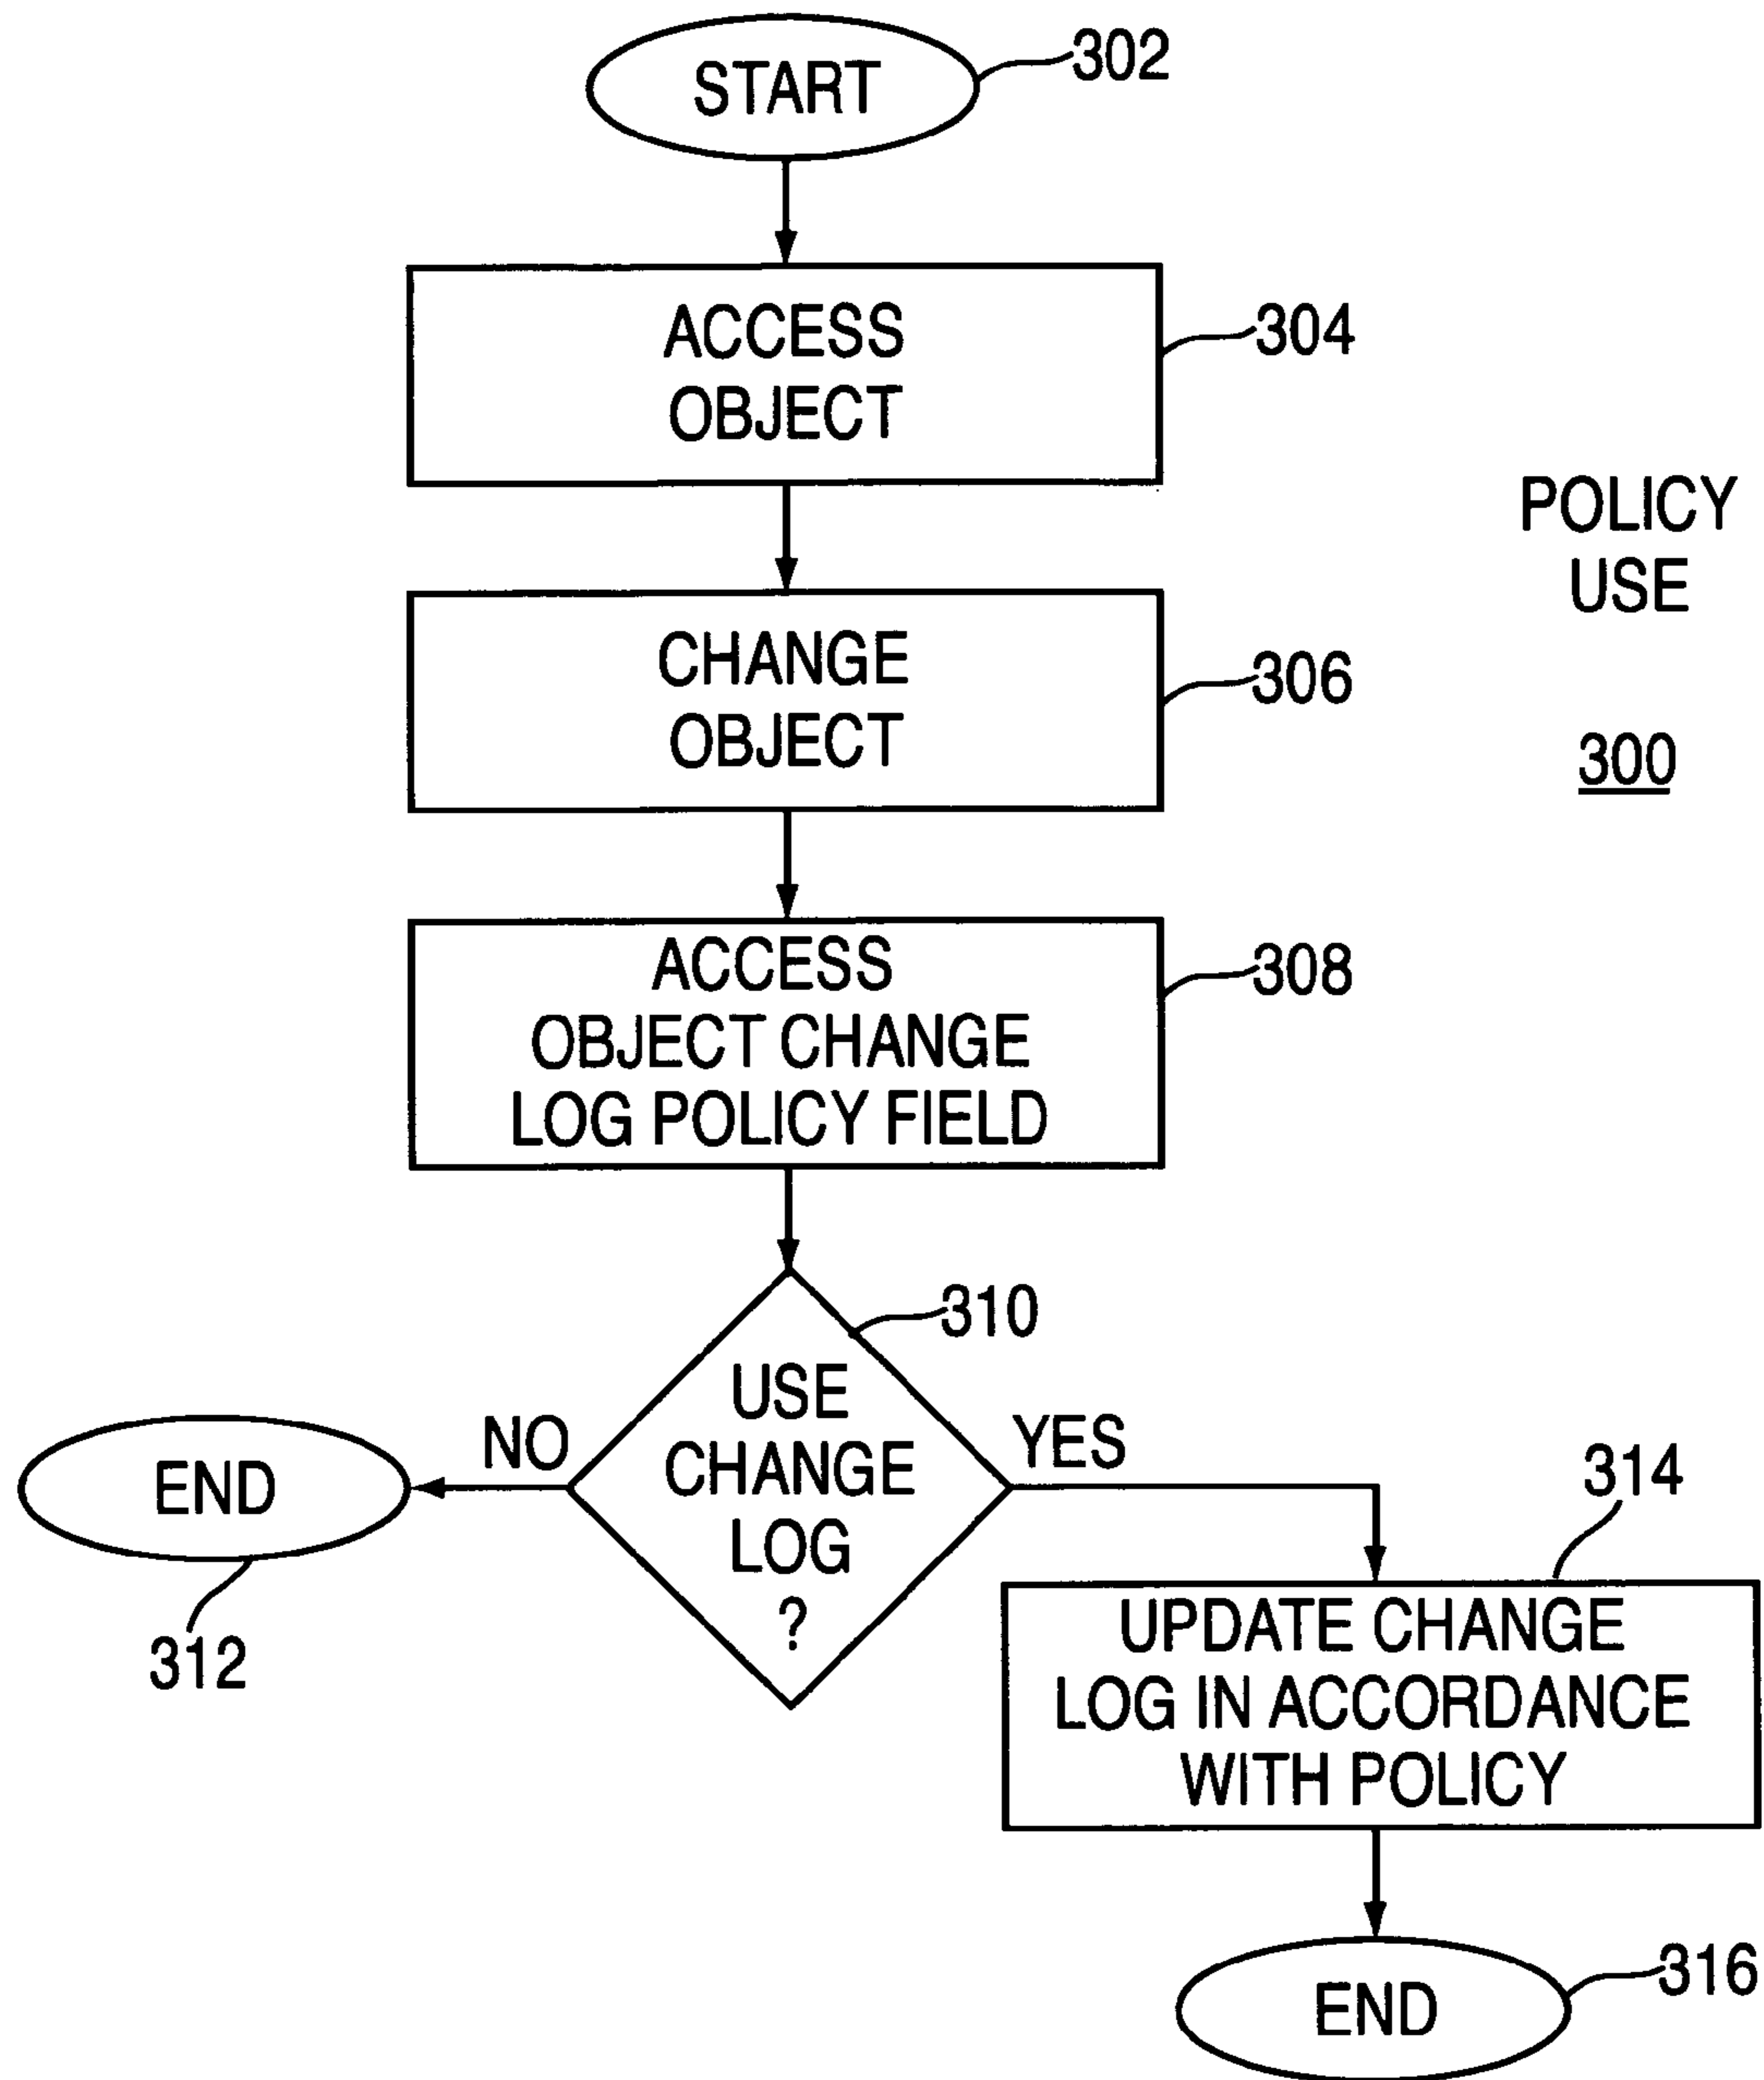 START
302
ACCESS
OBJECT
304
POLICY
USE
300
CHANGE
OBJECT
306
ACCESS
OBJECT CHANGE
LOG POLICY FIELD
308
310
USE
CHANGE
LOG
?
NO
YES
END
312
314
UPDATE CHANGE
LOG IN ACCORDANCE
WITH POLICY
END
316